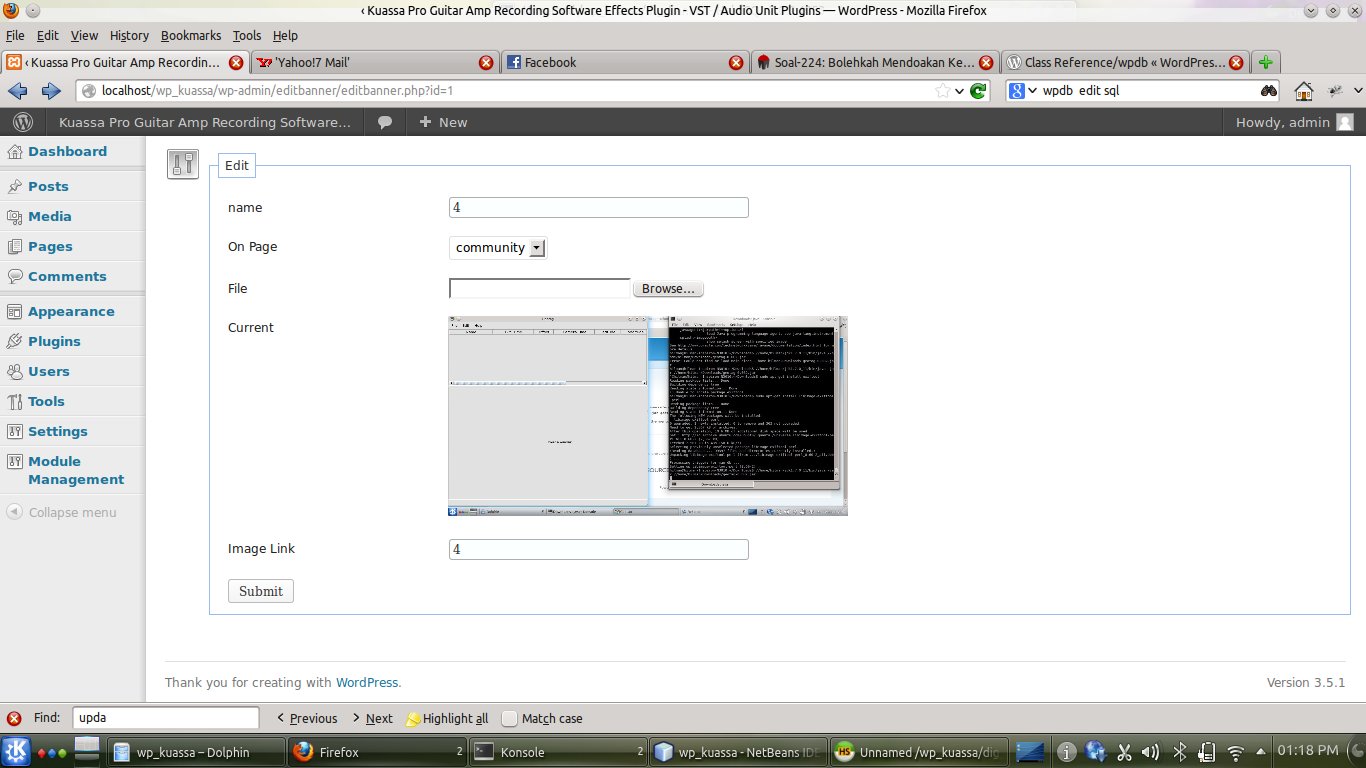 ‹ Kuassa Pro Guitar Amp Recording Software Effects Plugin - VST / Audio Unit Plugins — WordPress - Mozilla Firefox
File Edit View History Bookmarks Tools Help
‹ Kuassa Pro Guitar Amp Recordin... 'Yahoo!7 Mail' Facebook Soal-224: Bolehkah Mendoakan Ke... Class Reference/wpdb « WordPres...
localhost/wp_kuassa/wp-admin/editbanner/editbanner.php?id=1 wpdb edit sql
Kuassa Pro Guitar Amp Recording Software... + New Howdy, admin
Dashboard
Posts
Media
Pages
Comments
Appearance
Plugins
Users
Tools
Settings
Module
Management
Collapse menu
Edit
name 4
On Page community
File Browse...
Current
Image Link 4
Submit
Thank you for creating with WordPress. Version 3.5.1
Find: upda Previous Next Highlight all Match case
wp_kuassa – Dolphin Firefox 2 Konsole 2 wp_kuassa - NetBeans IDE Unnamed /wp_kuassa/dig 01:18 PM